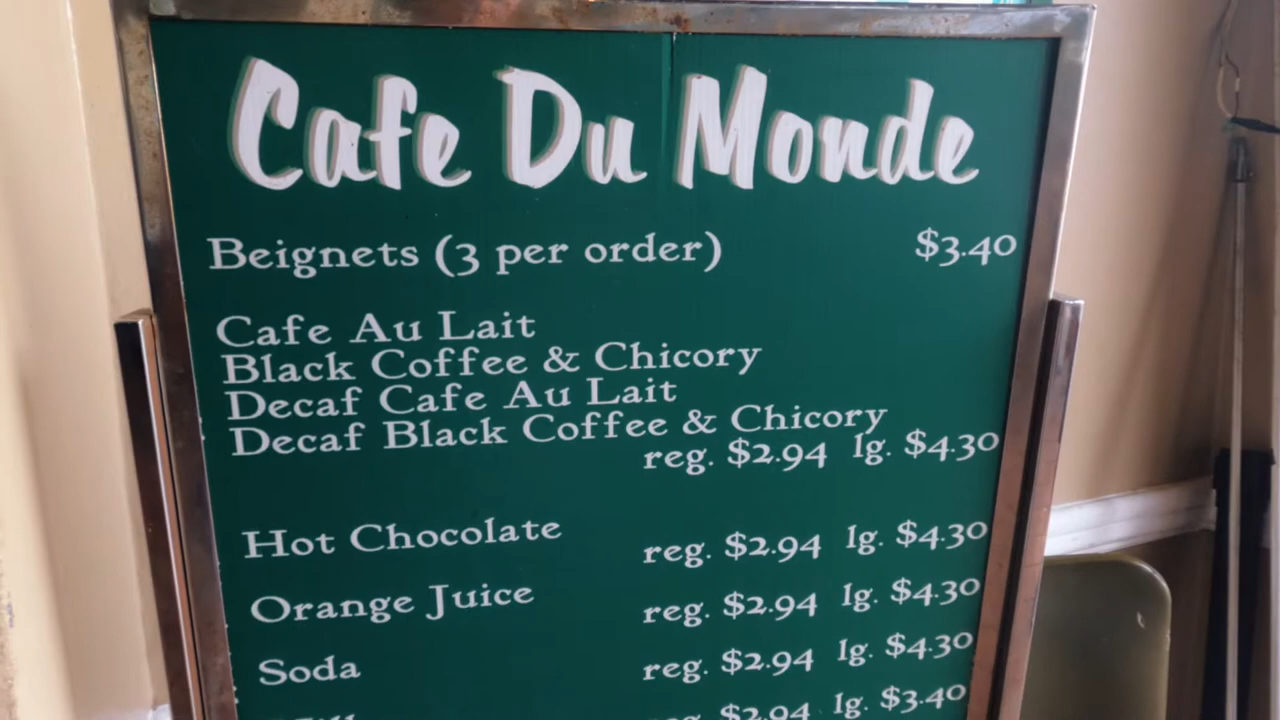 Cafe Du Monde
Beignets (3 per order) $3.40
Cafe Au Lait
Black Coffee & Chicory
Decaf Cafe Au Lait
Decaf Black Coffee & Chicory
reg. $2.94 lg. $4.30
Hot Chocolate reg. $2.94 lg. $4.30
Orange Juice reg. $2.94 lg. $4.30
Soda reg. $2.94 lg. $4.30
$2.94 lg. $3.40